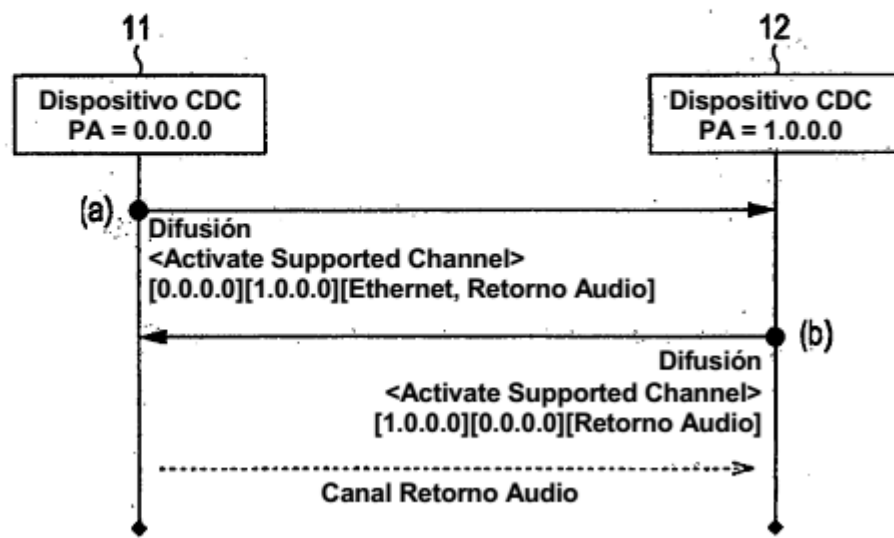 11
12
Dispositivo CDC
PA = 0.0.0.0
Dispositivo CDC
PA = 1.0.0.0
(a)
Difusión
<Activate Supported Channel>
[0.0.0.0][1.0.0.0][Ethernet, Retorno Audio]
(b)
Difusión
<Activate Supported Channel>
[1.0.0.0][0.0.0.0][Retorno Audio]
Canal Retorno Audio